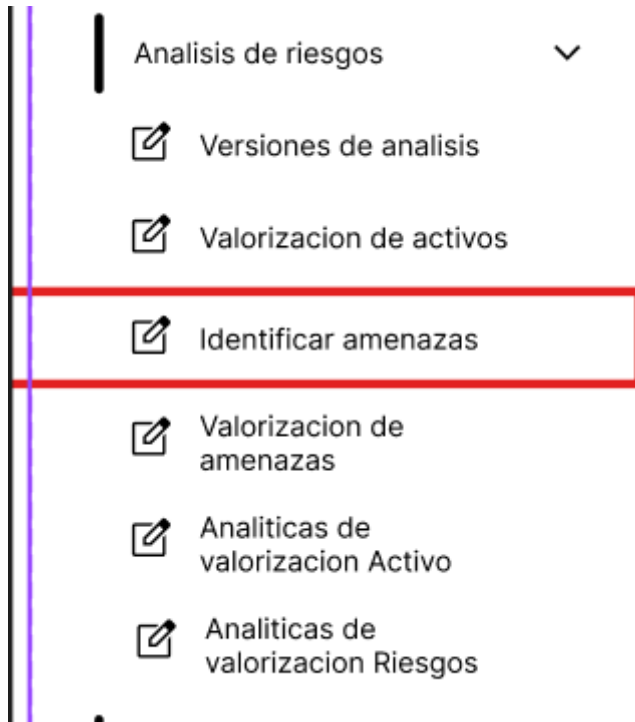 Analisis de riesgos
Versiones de analisis
Valorizacion de activos
Identificar amenazas
Valorizacion de
amenazas
Analiticas de
valorizacion Activo
Analiticas de
valorizacion Riesgos